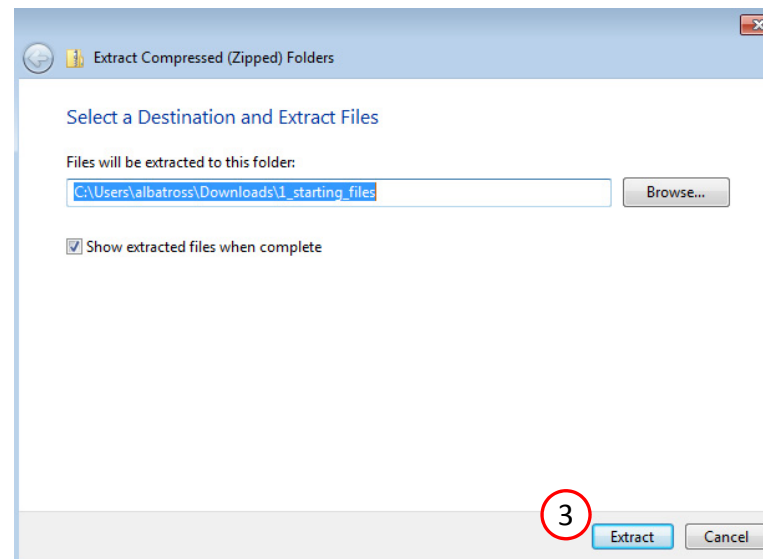 Extract Compressed (Zipped) Folders
Select a Destination and Extract Files
Files will be extracted to this folder:
C:\Users\albatross\Downloads\1_starting_files
Browse...
Show extracted files when complete
3
Extract
Cancel